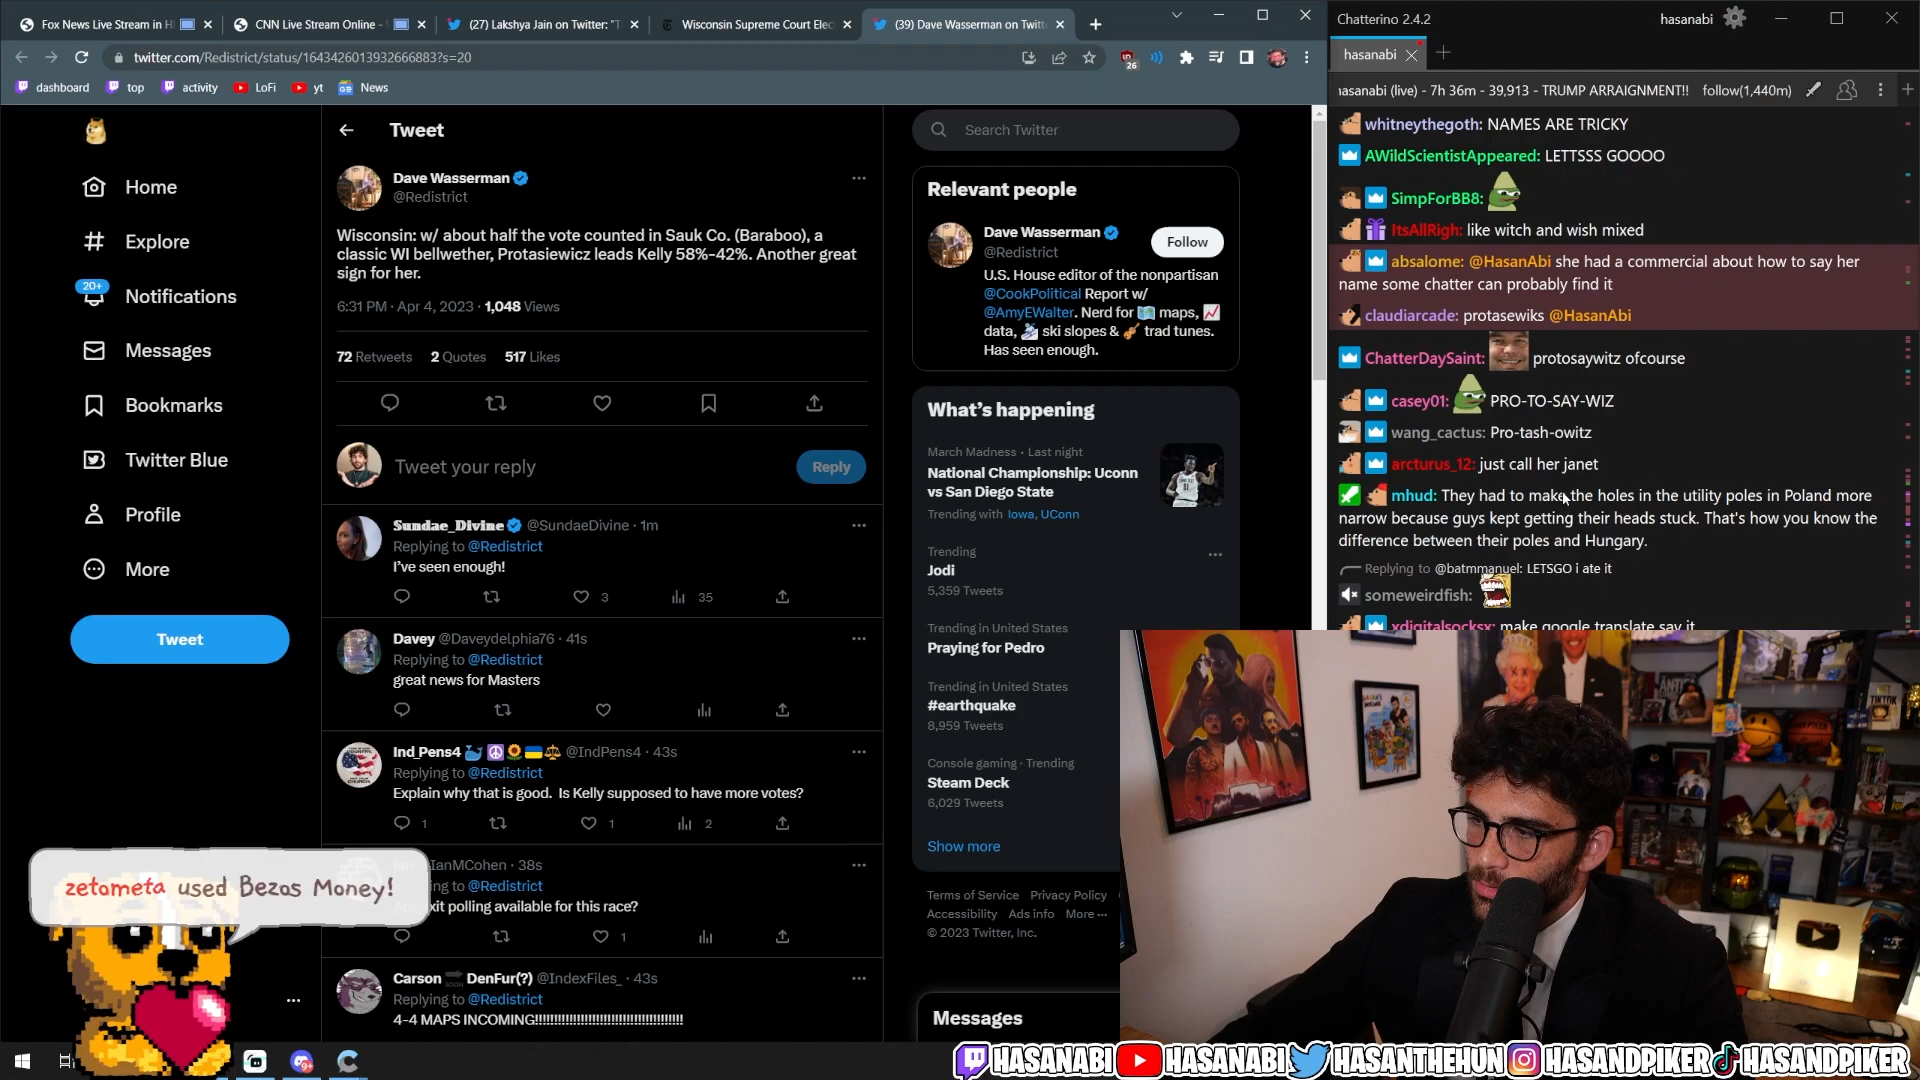 Fox News Live Stream in H
CNN Live Stream Online -
(27) Lakshya Jain on Twitter: "T
Wisconsin Supreme Court Elec
(39) Dave Wasserman on Twitt
twitter.com/Redistrict/status/1643426013932666883?s=20
26
dashboard
top
activity
LoFi
yt
News
Home
Explore
20+
Notifications
Messages
Bookmarks
Twitter Blue
Profile
More
Tweet
Tweet
Dave Wasserman
@Redistrict
Wisconsin: w/ about half the vote counted in Sauk Co. (Baraboo), a
classic WI bellwether, Protasiewicz leads Kelly 58%-42%. Another great
sign for her.
6:31 PM · Apr 4, 2023 · 1,048 Views
72 Retweets 2 Quotes 517 Likes
Tweet your reply
Reply
Sundae_Divine @SundaeDivine · 1m
Replying to @Redistrict
I've seen enough!
3
35
Davey @Daveydelphia76 · 41s
Replying to @Redistrict
great news for Masters
Ind_Pens4 @IndPens4 · 43s
Replying to @Redistrict
Explain why that is good. Is Kelly supposed to have more votes?
1
1
2
IanMCohen · 38s
@Redistrict
exit polling available for this race?
1
Carson DenFur(?) @IndexFiles_ · 43s
Replying to @Redistrict
4-4 MAPS INCOMING!!!!!!!!!!!!!!!!!!!!!!!!!!!!!!!!!!!!!!!
zetameta used Bezos Money!
Search Twitter
Relevant people
Dave Wasserman
@Redistrict
Follow
U.S. House editor of the nonpartisan
@CookPolitical Report w/
@AmyEWalter. Nerd for maps,
data, ski slopes & trad tunes.
Has seen enough.
What's happening
March Madness · Last night
National Championship: Uconn
vs San Diego State
Trending with Iowa, UConn
Trending
Jodi
5,359 Tweets
Trending in United States
Praying for Pedro
Trending in United States
#earthquake
8,959 Tweets
Console gaming · Trending
Steam Deck
6,029 Tweets
Show more
Terms of Service Privacy Policy
Accessibility Ads info More ···
© 2023 Twitter, Inc.
Messages
Chatterino 2.4.2
hasanabi
hasanabi
hasanabi (live) - 7h 36m - 39,913 - TRUMP ARRAIGNMENT!! follow(1,440m)
whitneythegoth: NAMES ARE TRICKY
AWildScientistAppeared: LETTSSS GOOOO
SimpForBB8:
ItsAllRigh: like witch and wish mixed
absalome: @HasanAbi she had a commercial about how to say her
name some chatter can probably find it
claudiarcade: protasewiks @HasanAbi
ChatterDaySaint: protosaywitz ofcourse
casey01: PRO-TO-SAY-WIZ
wang_cactus: Pro-tash-owitz
arcturus_12: just call her janet
mhud: They had to make the holes in the utility poles in Poland more
narrow because guys kept getting their heads stuck. That's how you know the
difference between their poles and Hungary.
Replying to @batmmanuel: LETSGO i ate it
someweirdfish:
xdigitalsocksx: make google translate say it
TIKTOK
HASANABI HASANABI HASANTHEHUN HASANDPIKER HASANDPIKER